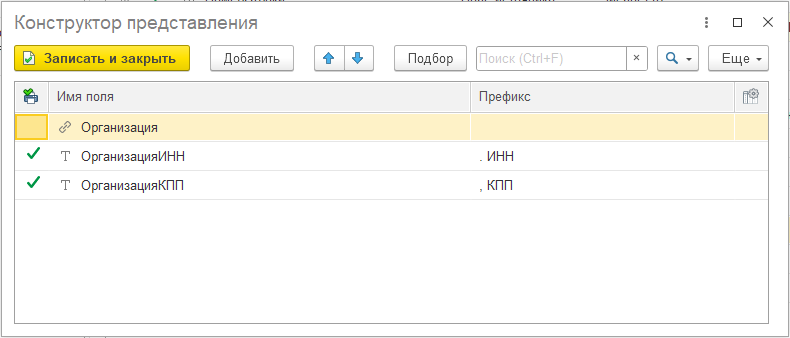 Конструктор представления
Записать и закрыть Добавить Подбор Поиск (Ctrl+F) × Еще
Имя поля Префикс
Организация
T ОрганизацияИНН . ИНН
T ОрганизацияКПП , КПП